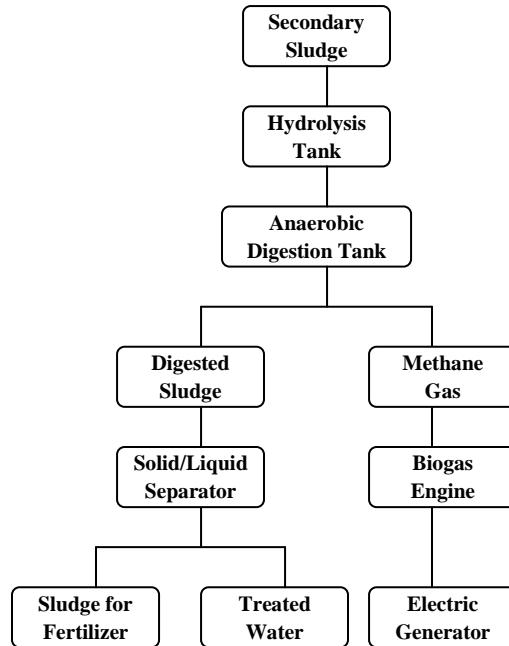 Secondary
Sludge
Hydrolysis
Tank
Anaerobic
Digestion Tank
Digested
Sludge
Methane
Gas
Solid/Liquid
Separator
Biogas
Engine
Sludge for
Fertilizer
Treated
Water
Electric
Generator